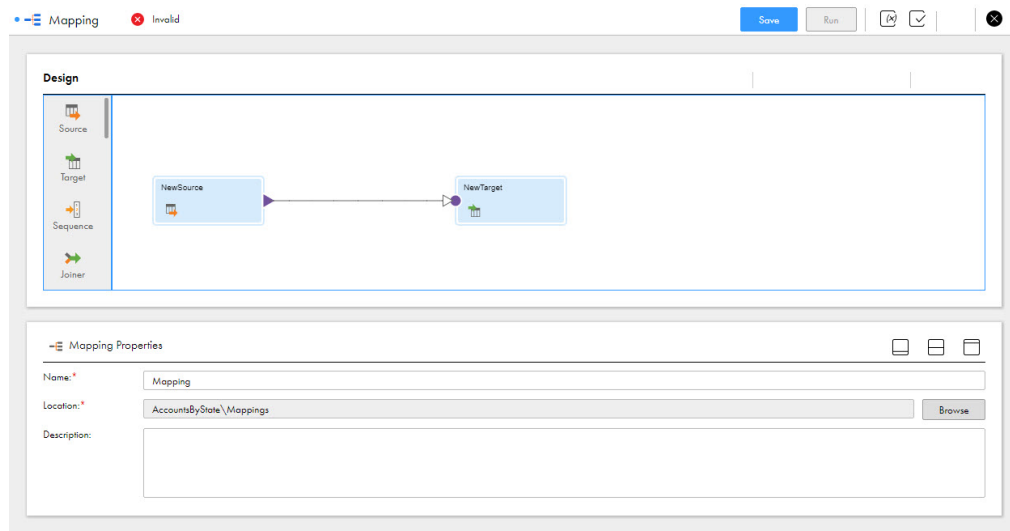 Mapping Invalid Save Run
Design
Source
Target
Sequence
Joiner
NewSource NewTarget
Mapping Properties
Name:* Mapping
Location:* AccountsByState\Mappings Browse
Description: